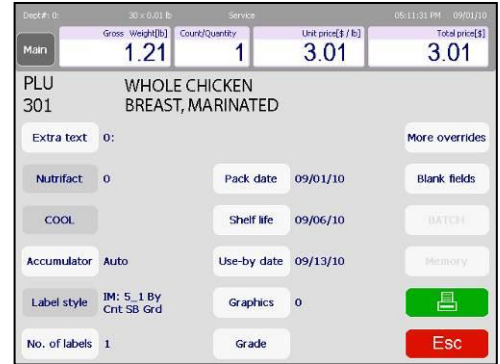 Dept#: 0: 30 x 0.01 lb Service 05:11:31 PM 09/01/10
Main Gross Weight[lb] 1.21 Count/Quantity 1 Unit price[$ / lb] 3.01 Total price[$] 3.01
PLU WHOLE CHICKEN
301 BREAST, MARINATED
Extra text 0: More overrides
Nutrifact 0 Pack date 09/01/10 Blank fields
COOL Shelf life 09/06/10 BATCH
Accumulator Auto Use-by date 09/13/10 Memory
Label style IM: 5_1 By Cnt SB Grd Graphics 0
No. of labels 1 Grade Esc